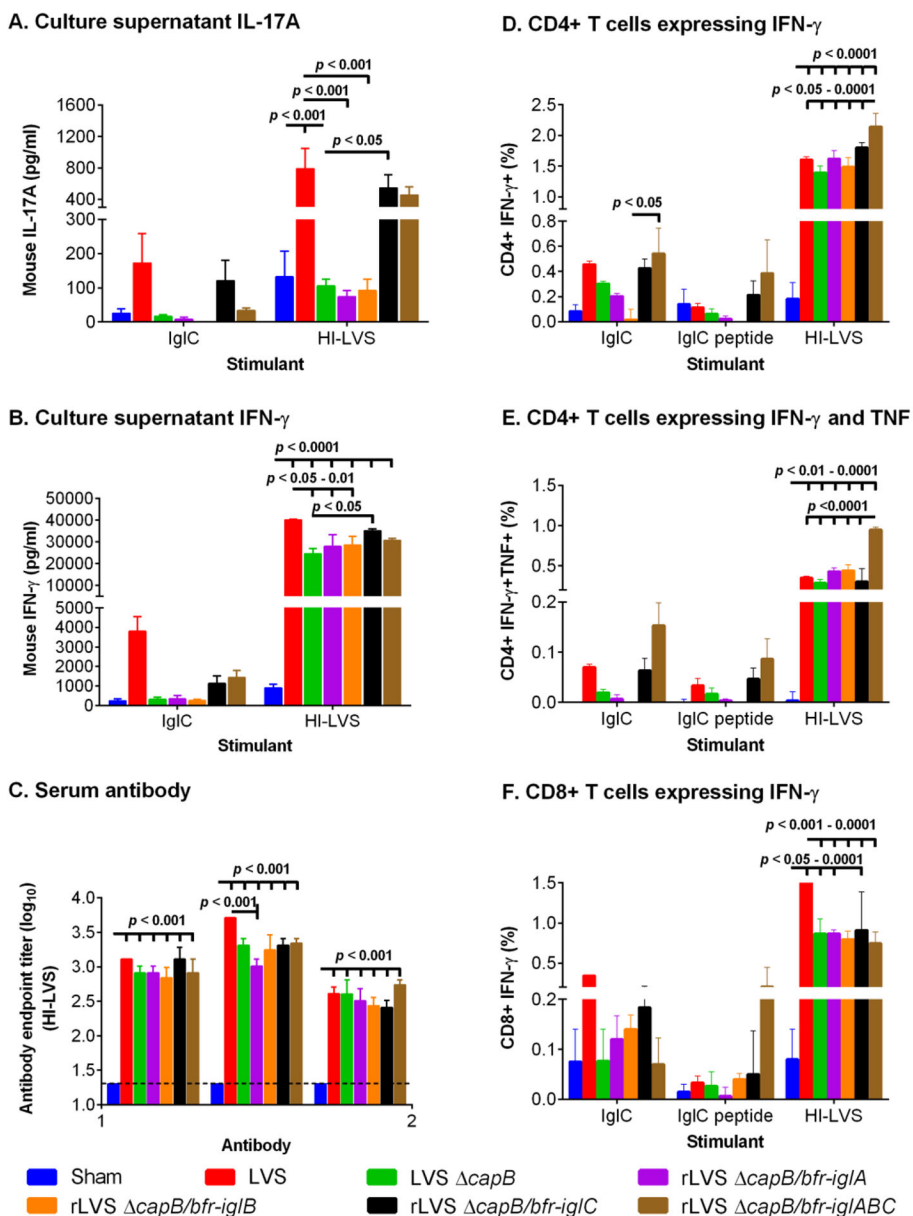 A. Culture supernatant IL-17A
p < 0.001
p < 0.001
p < 0.001
p < 0.05
Mouse IL-17A (pg/ml)
1600
1200
800
400
300
200
100
0
IglC
HI-LVS
Stimulant
B. Culture supernatant IFN-γ
p < 0.0001
p < 0.05 - 0.01
p < 0.05
Mouse IFN-γ (pg/ml)
50000
40000
30000
20000
10000
5000
4000
3000
2000
1000
0
IglC
HI-LVS
Stimulant
C. Serum antibody
p < 0.001
p < 0.001
p < 0.001
p < 0.001
Antibody endpoint titer (log₁₀)
(HI-LVS)
4.0
3.5
3.0
2.5
1.5
1.0
1
2
Antibody
D. CD4+ T cells expressing IFN-γ
p < 0.0001
p < 0.05 - 0.0001
p < 0.05
CD4+ IFN-γ+ (%)
2.5
2.0
1.5
1.0
0.6
0.4
0.2
0.0
IglC
IglC peptide
HI-LVS
Stimulant
E. CD4+ T cells expressing IFN-γ and TNF
p < 0.01 - 0.0001
p <0.0001
CD4+ IFN-γ+TNF+ (%)
1.5
1.0
0.5
0.2
0.1
0.0
IglC
IglC peptide
HI-LVS
Stimulant
F. CD8+ T cells expressing IFN-γ
p < 0.001 - 0.0001
p < 0.05 - 0.0001
CD8+ IFN-γ (%)
1.5
1.0
0.5
0.2
0.1
0.0
IglC
IglC peptide
HI-LVS
Stimulant
Sham
LVS
LVS ΔcapB
rLVS ΔcapB/bfr-iglA
rLVS ΔcapB/bfr-iglB
rLVS ΔcapB/bfr-iglC
rLVS ΔcapB/bfr-iglABC